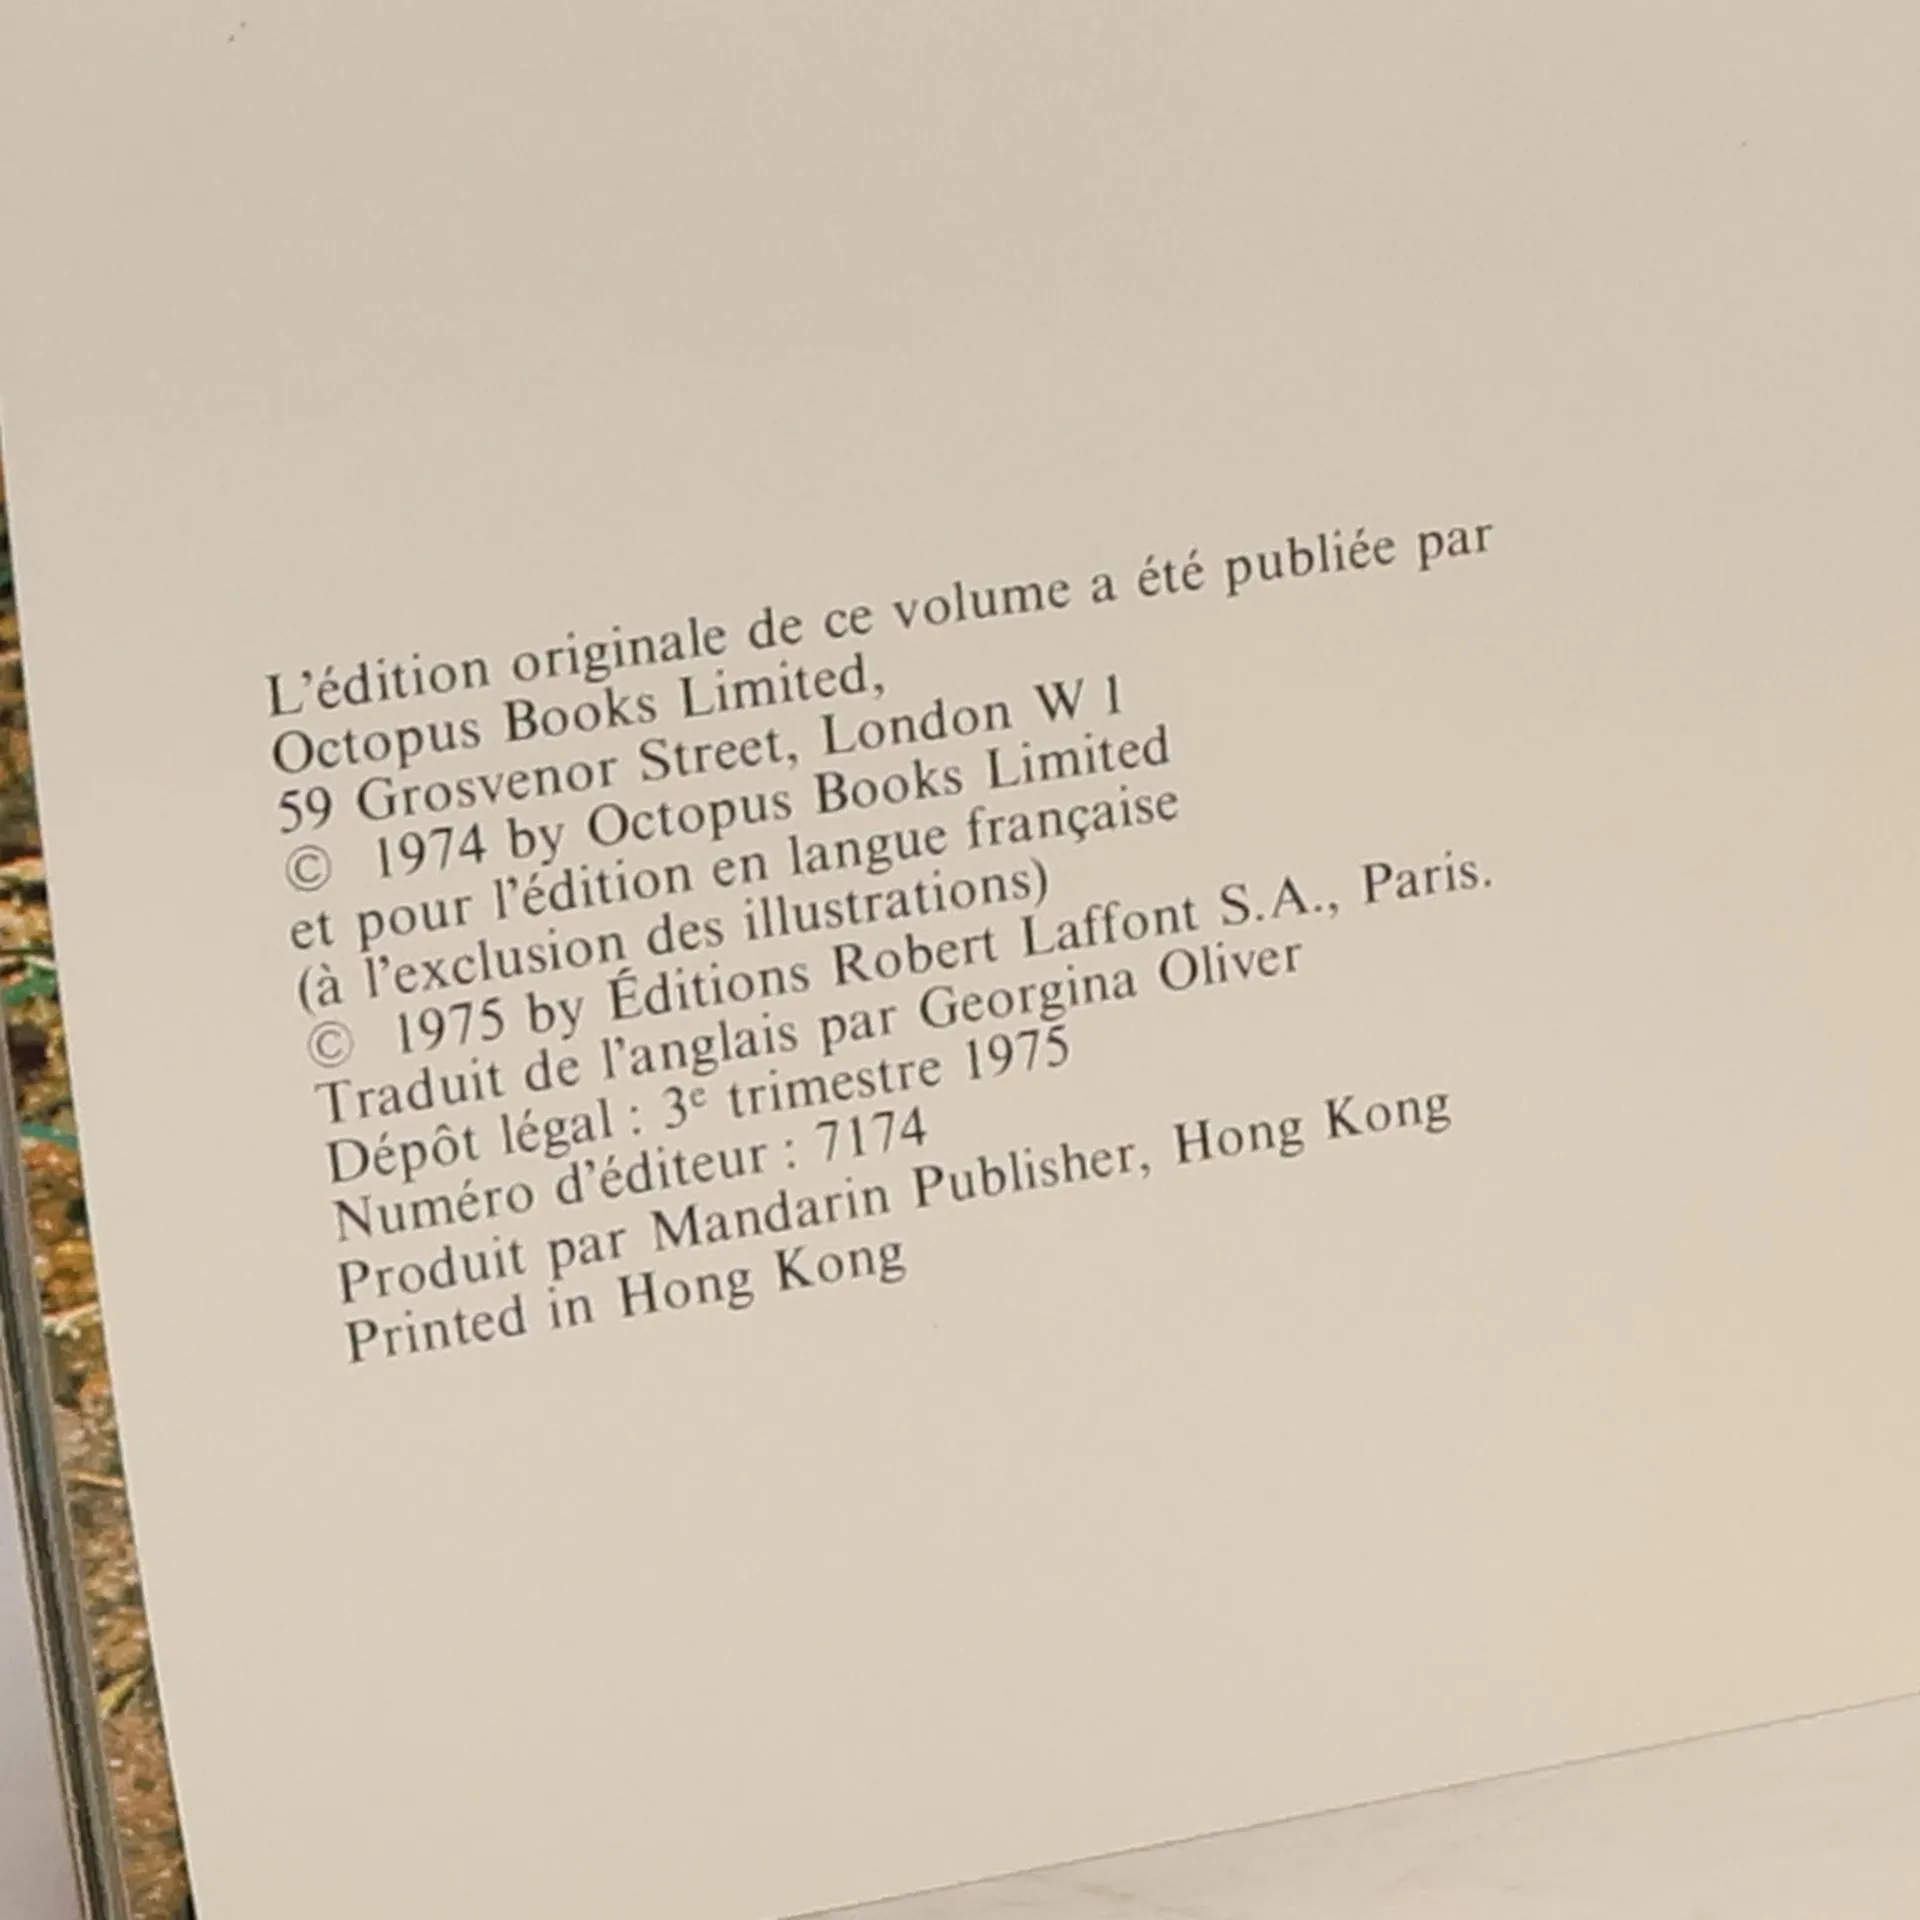 L'édition originale de ce volume a été publiée par
Octopus Books Limited,
59 Grosvenor Street, London W 1
© 1974 by Octopus Books Limited
et pour l'édition en langue française
(à l'exclusion des illustrations)
© 1975 by Éditions Robert Laffont S.A., Paris.
Traduit de l'anglais par Georgina Oliver
Dépôt légal : 3e trimestre 1975
Numéro d'éditeur : 7174
Produit par Mandarin Publisher, Hong Kong
Printed in Hong Kong